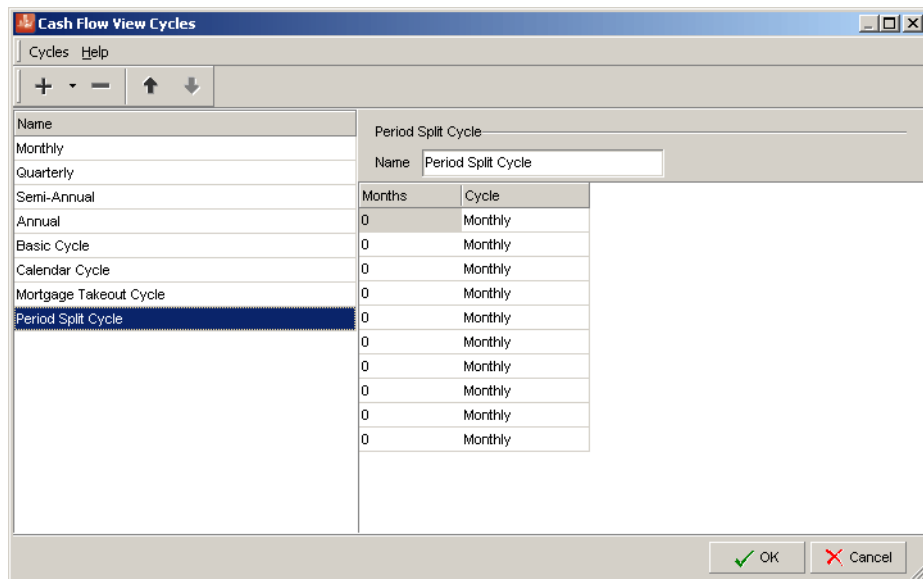 Cash Flow View Cycles
Cycles Help
Name
Monthly
Quarterly
Semi-Annual
Annual
Basic Cycle
Calendar Cycle
Mortgage Takeout Cycle
Period Split Cycle
Period Split Cycle
Name Period Split Cycle
Months Cycle
0 Monthly
0 Monthly
0 Monthly
0 Monthly
0 Monthly
0 Monthly
0 Monthly
0 Monthly
0 Monthly
0 Monthly
OK Cancel